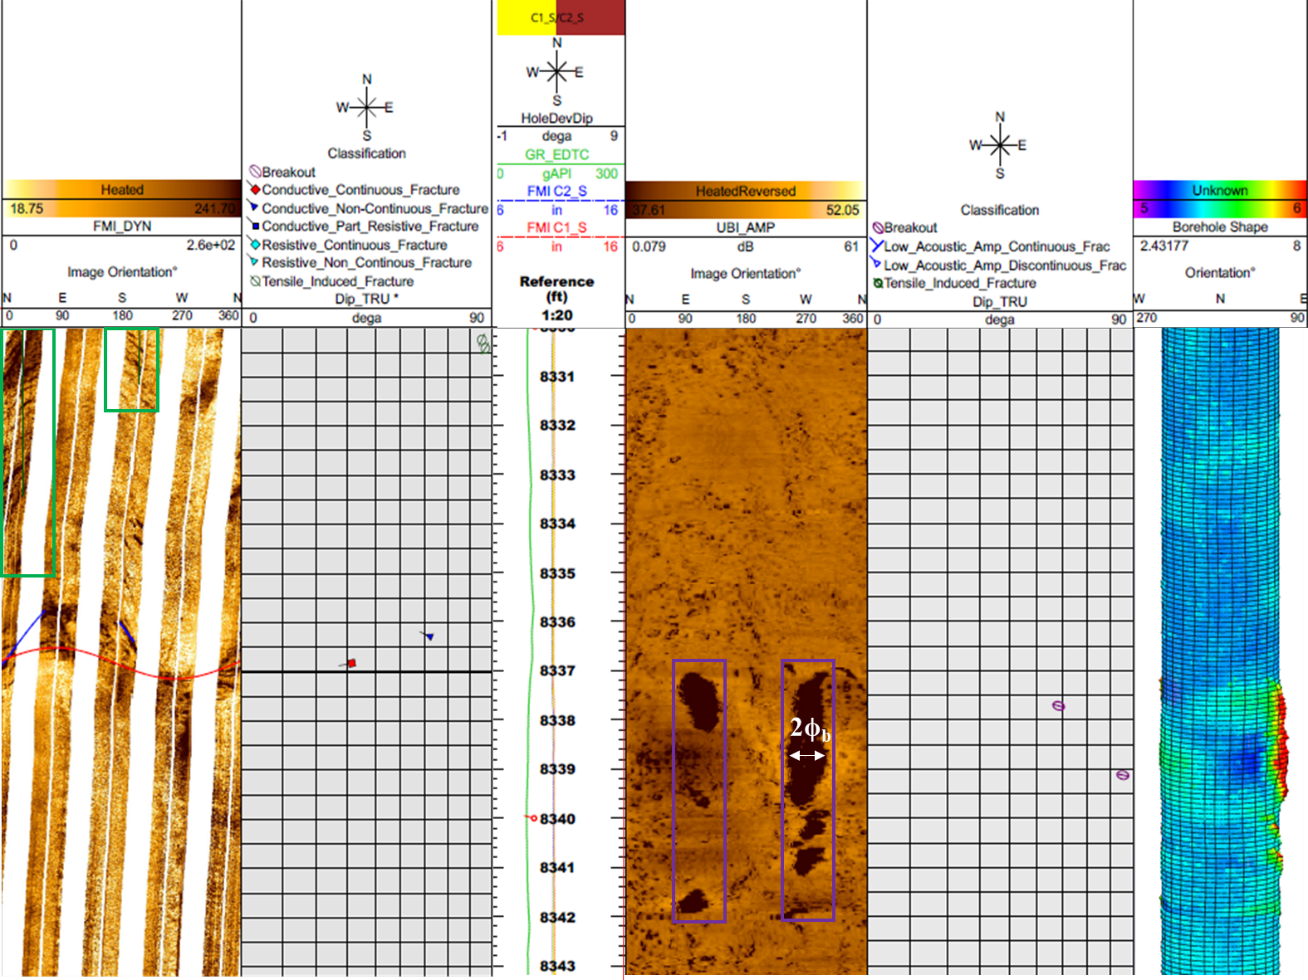 Heated
18.75 241.70
FMI_DYN
0 2.6e+02
Image Orientation°
N E S W N
0 90 180 270 360
N
W E
S
Classification
Breakout
Conductive_Continuous_Fracture
Conductive_Non-Continuous_Fracture
Conductive_Part_Resistive_Fracture
Resistive_Continuous_Fracture
Resistive_Non_Continous_Fracture
Tensile_Induced_Fracture
Dip_TRU *
0 dega 90
C1_S/C2_S
N
W E
S
HoleDevDip
-1 dega 9
GR_EDTC
0 gAPI 300
FMI C2_S
6 in 16
FMI C1_S
6 in 16
Reference
(ft)
1:20
8331
8332
8333
8334
8335
8336
8337
8338
8339
8340
8341
8342
8343
HeatedReversed
37.61 52.05
UBI_AMP
0.079 dB 61
Image Orientation°
N E S W N
0 90 180 270 360
2ϕb
N
W E
S
Classification
Breakout
Low_Acoustic_Amp_Continuous_Frac
Low_Acoustic_Amp_Discontinuous_Frac
Tensile_Induced_Fracture
Dip_TRU
0 dega 90
Unknown
5 6
Borehole Shape
2.43177 8
Orientation°
W N E
270 90